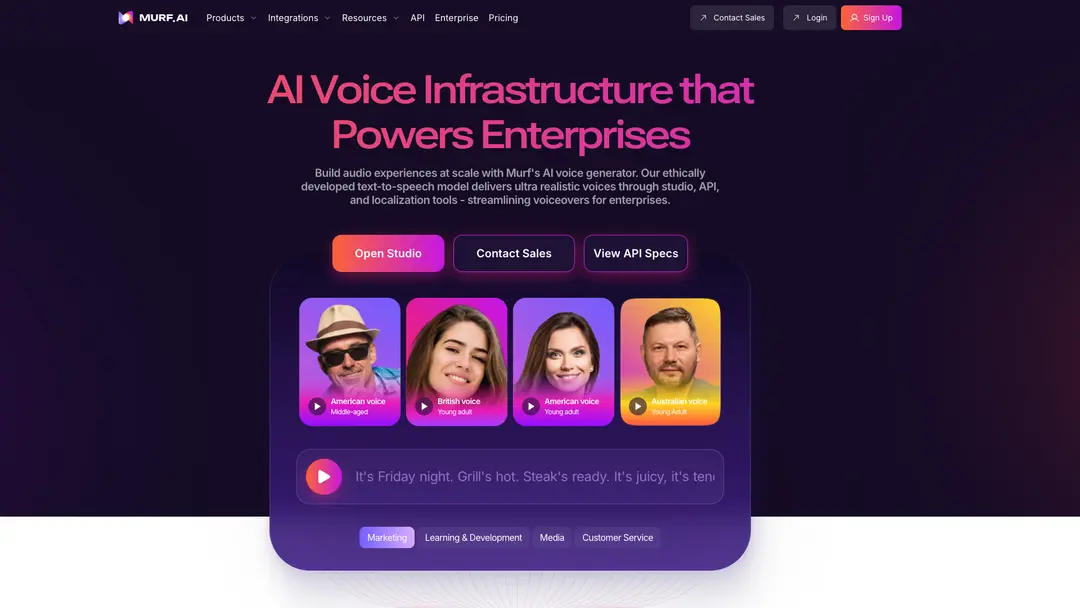 MURF.AI
Products
Integrations
Resources
API
Enterprise
Pricing
Contact Sales
Login
Sign Up
AI Voice Infrastructure that
Powers Enterprises
Build audio experiences at scale with Murf's AI voice generator. Our ethically
developed text-to-speech model delivers ultra realistic voices through studio, API,
and localization tools - streamlining voiceovers for enterprises.
Open Studio
Contact Sales
View API Specs
American voice
Middle-aged
British voice
Young adult
American voice
Young adult
Australian voice
Young Adult
It's Friday night. Grill's hot. Steak's ready. It's juicy, it's ten
Marketing
Learning & Development
Media
Customer Service